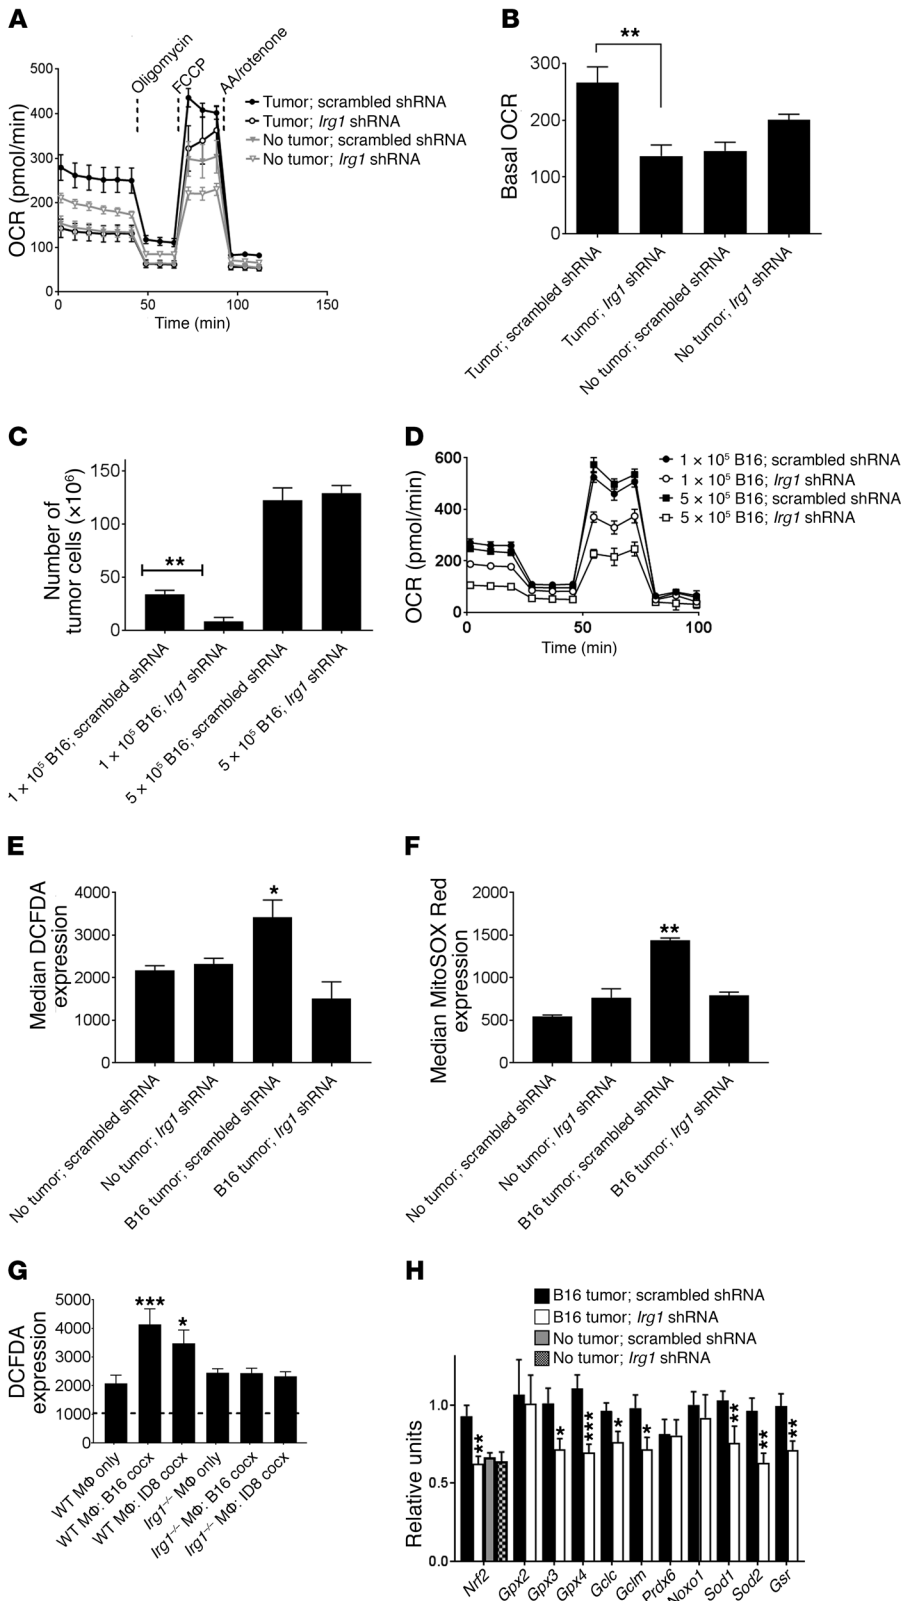 A
OCR (pmol/min)
500
400
300
200
100
0
0
50
100
150
Time (min)
Oligomycin
FCCP
AA/rotenone
Tumor; scrambled shRNA
Tumor; Irg1 shRNA
No tumor; scrambled shRNA
No tumor; Irg1 shRNA
B
Basal OCR
300
200
100
0
**
Tumor; scrambled shRNA
Tumor; Irg1 shRNA
No tumor; scrambled shRNA
No tumor; Irg1 shRNA
C
Number of
tumor cells (×10⁶)
150
100
50
0
**
1 × 10⁵ B16; scrambled shRNA
1 × 10⁵ B16; Irg1 shRNA
5 × 10⁵ B16; scrambled shRNA
5 × 10⁵ B16; Irg1 shRNA
D
OCR (pmol/min)
600
400
200
0
0
50
100
Time (min)
1 × 10⁵ B16; scrambled shRNA
1 × 10⁵ B16; Irg1 shRNA
5 × 10⁵ B16; scrambled shRNA
5 × 10⁵ B16; Irg1 shRNA
E
Median DCFDA
expression
4000
3000
2000
1000
0
*
No tumor; scrambled shRNA
No tumor; Irg1 shRNA
B16 tumor; scrambled shRNA
B16 tumor; Irg1 shRNA
F
Median MitoSOX Red
expression
2000
1500
1000
500
0
**
No tumor; scrambled shRNA
No tumor; Irg1 shRNA
B16 tumor; scrambled shRNA
B16 tumor; Irg1 shRNA
G
DCFDA
expression
5000
4000
3000
2000
1000
0
***
*
WT MΦ only
WT MΦ: B16 cocx
WT MΦ: ID8 cocx
Irg1⁻/⁻ MΦ only
Irg1⁻/⁻ MΦ: B16 cocx
Irg1⁻/⁻ MΦ: ID8 cocx
H
B16 tumor; scrambled shRNA
B16 tumor; Irg1 shRNA
No tumor; scrambled shRNA
No tumor; Irg1 shRNA
Relative units
1.0
0.5
0.0
**
*
***
*
*
**
**
**
Nrf2
Gpx2
Gpx3
Gpx4
Gclc
Gclm
Prdx6
Noxo1
Sod1
Sod2
Gsr